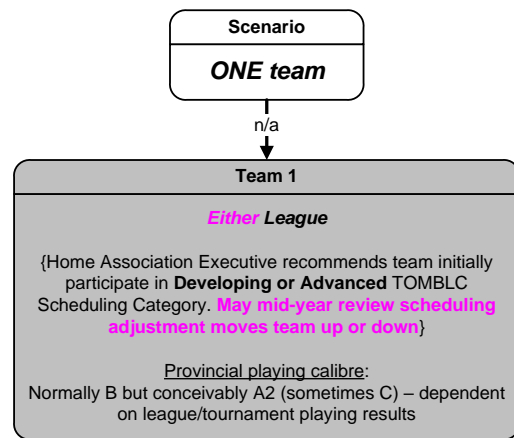 Scenario
ONE team
n/a
Team 1
Either League
{Home Association Executive recommends team initially
participate in Developing or Advanced TOMBLC
Scheduling Category. May mid-year review scheduling
adjustment moves team up or down}
Provincial playing calibre:
Normally B but conceivably A2 (sometimes C) – dependent
on league/tournament playing results